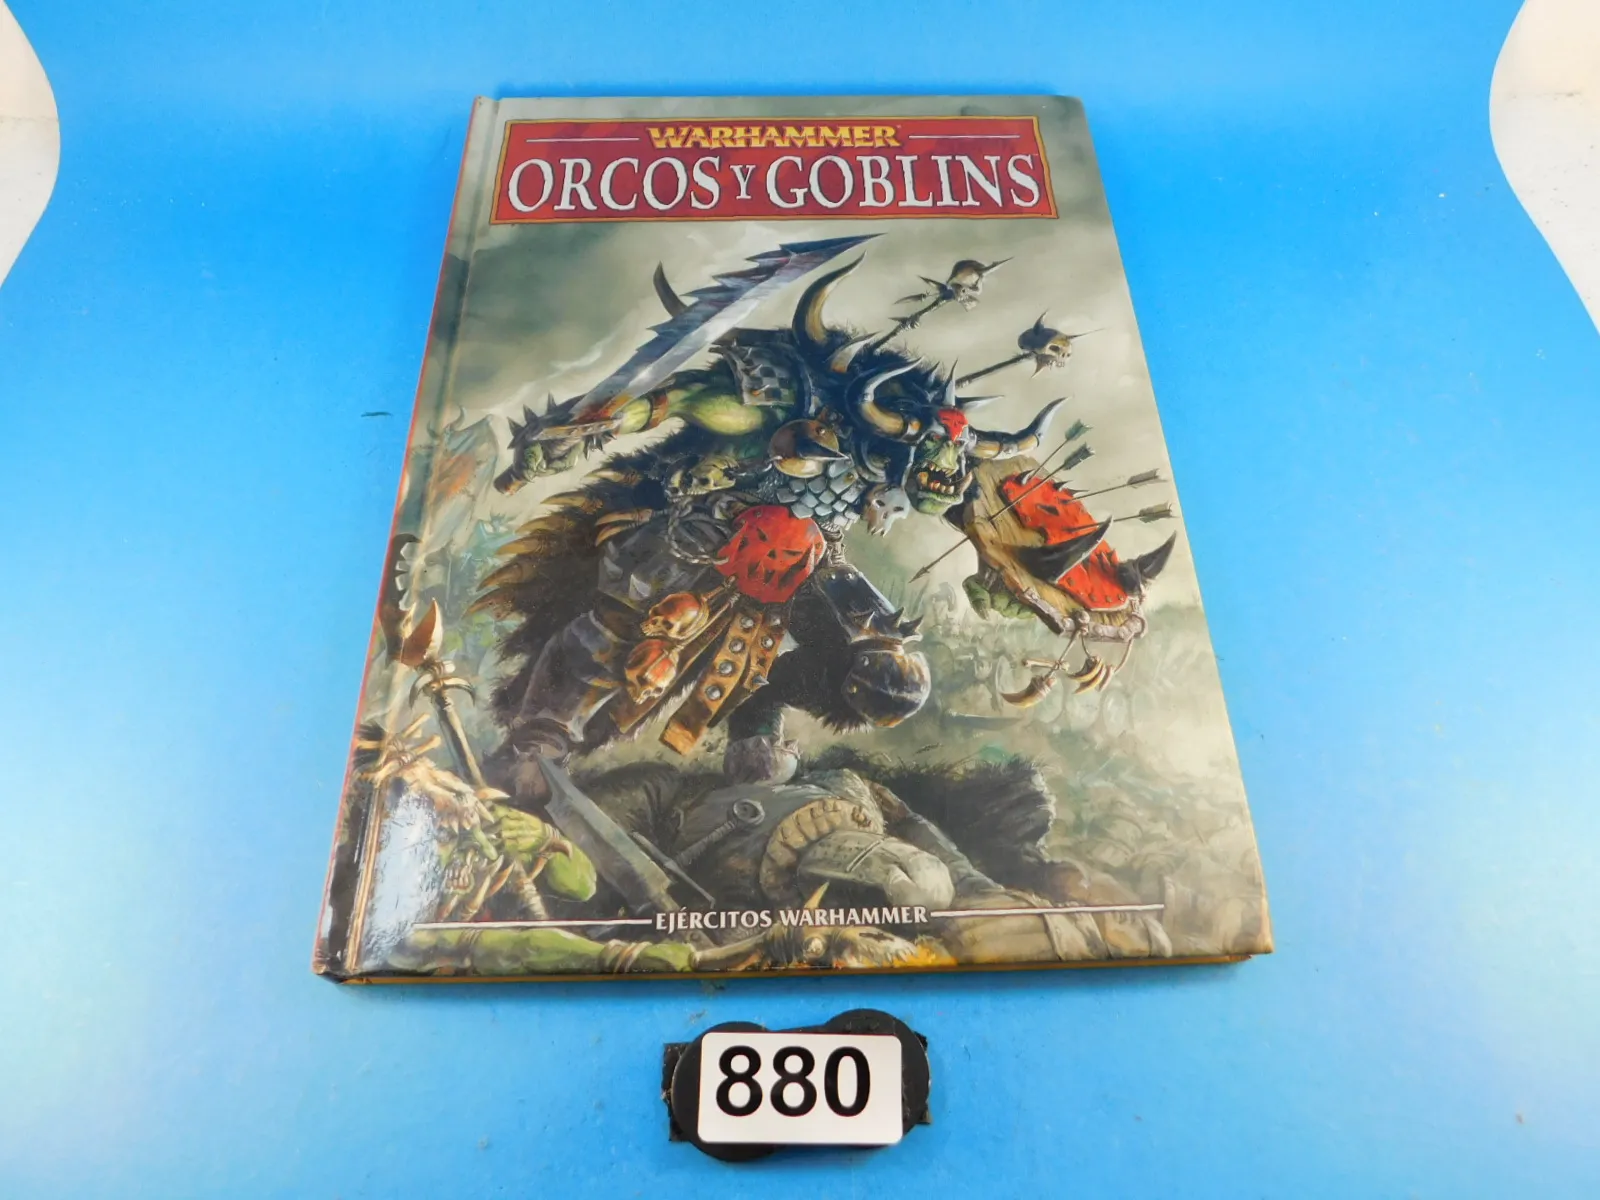 WARHAMMER
ORCOS Y GOBLINS
EJÉRCITOS WARHAMMER
880